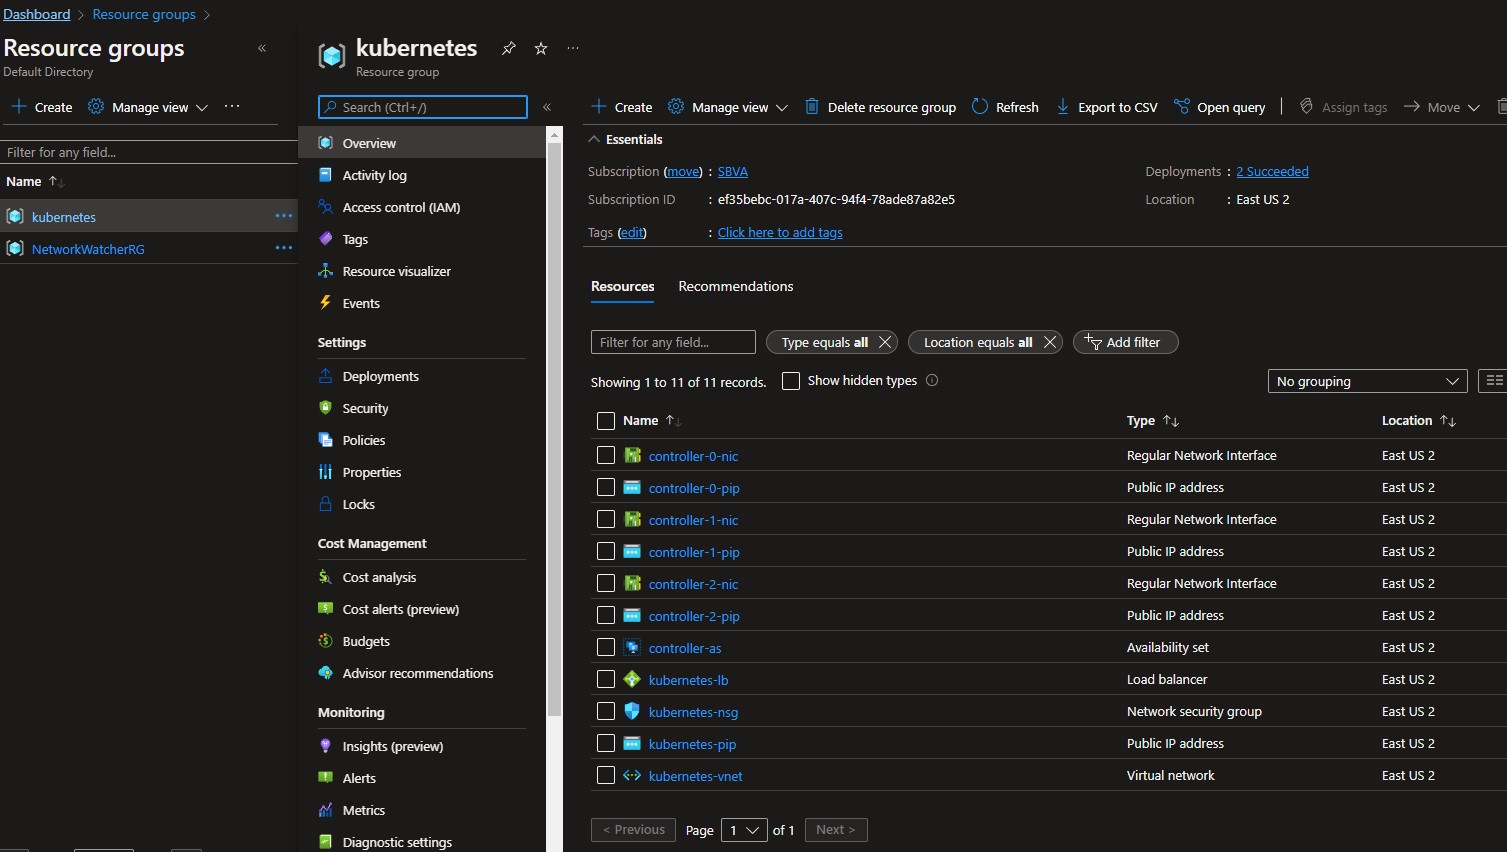 Dashboard > Resource groups >
Resource groups «
Default Directory
+ Create Manage view ...
Filter for any field...
Name ↑↓
kubernetes ...
NetworkWatcherRG ...
kubernetes ...
Resource group
Search (Ctrl+/) «
Overview
Activity log
Access control (IAM)
Tags
Resource visualizer
Events
Settings
Deployments
Security
Policies
Properties
Locks
Cost Management
Cost analysis
Cost alerts (preview)
Budgets
Advisor recommendations
Monitoring
Insights (preview)
Alerts
Metrics
Diagnostic settings
+ Create Manage view Delete resource group Refresh Export to CSV Open query | Assign tags Move
Essentials
Subscription (move) : SBVA
Subscription ID : ef35bebc-017a-407c-94f4-78ade87a82e5
Tags (edit) : Click here to add tags
Deployments : 2 Succeeded
Location : East US 2
Resources Recommendations
Filter for any field... Type equals all Location equals all Add filter
Showing 1 to 11 of 11 records. Show hidden types No grouping
Name ↑↓ Type ↑↓ Location ↑↓
controller-0-nic Regular Network Interface East US 2
controller-0-pip Public IP address East US 2
controller-1-nic Regular Network Interface East US 2
controller-1-pip Public IP address East US 2
controller-2-nic Regular Network Interface East US 2
controller-2-pip Public IP address East US 2
controller-as Availability set East US 2
kubernetes-lb Load balancer East US 2
kubernetes-nsg Network security group East US 2
kubernetes-pip Public IP address East US 2
kubernetes-vnet Virtual network East US 2
< Previous Page 1 of 1 Next >